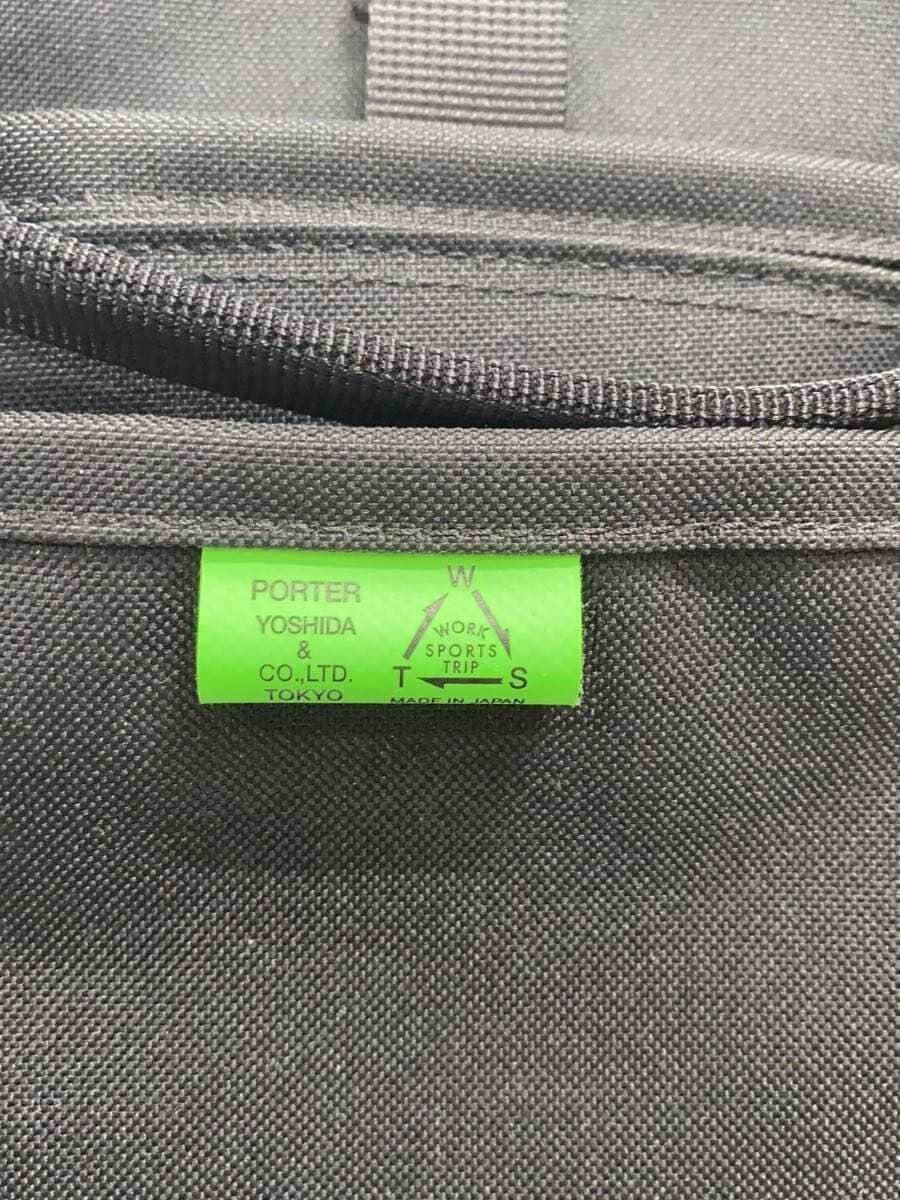 PORTER
YOSHIDA
&
CO.,LTD.
TOKYO
W
WORK
SPORTS
TRIP
T
S
MADE IN JAPAN